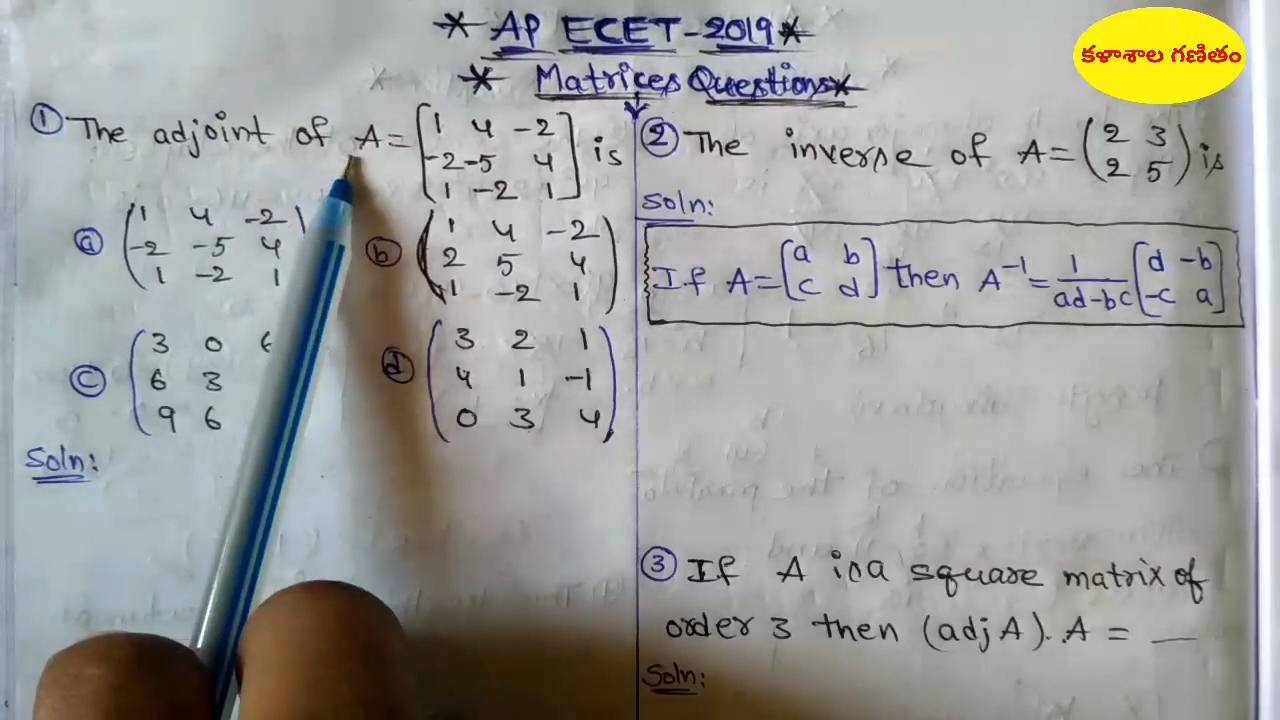 * AP ECET-2019 *
* Matrices Questions *
కళాశాల గణితం
① The adjoint of A = [1 4 -2
-2 -5 4
1 -2 1] is
ⓐ (1 4 -2
-2 -5 4
1 -2 1
ⓑ (1 4 -2
2 5 4
-2 1)
ⓒ (3 0
6 3
9 6
ⓓ (3 2 1
4 1 -1
0 3 4)
Soln:
② The inverse of A = (2 3
2 5) is
Soln:
If A = [a b
c d] then A⁻¹ = 1/(ad-bc) [d -b
-c a]
③ If A is a square matrix of
order 3 then (adj A). A = __
Soln: